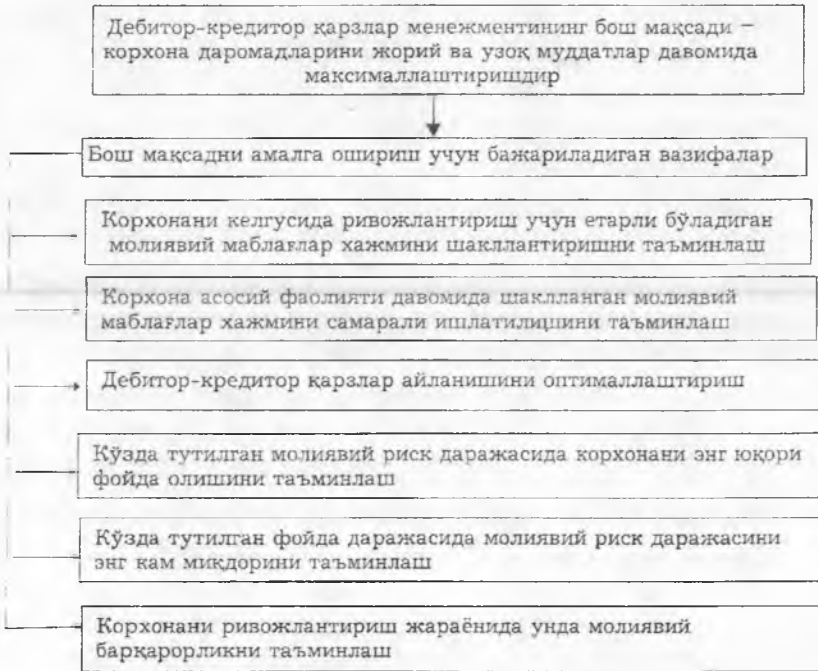 Дебитор-кредитор қарзлар менежментининг бош мақсади –
корхона даромадларини жорий ва узоқ муддатлар давомида
максималлаштиришдир
Бош мақсадни амалга ошириш учун бажариладиган вазифалар
Корхонани келгусида ривожлантириш учун етарли бўладиган
молиявий маблағлар хажмини шакллантиришни таъминлаш
Корхона асосий фаолияти давомида шаклланган молиявий
маблағлар хажмини самарали ишлатилишни таъминлаш
Дебитор-кредитор қарзлар айланишини оптималлаштириш
Кўзда тутилган молиявий риск даражасида корхонани энг юқори
фойда олишини таъминлаш
Кўзда тутилган фойда даражасида молиявий риск даражасини
энг кам миқдорини таъминлаш
Корхонани ривожлантириш жараёнида унда молиявий
барқарорликни таъминлаш